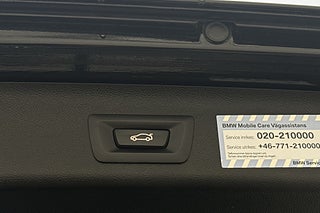 BMW Mobile Care Vägassistans
Service inrikes: 020-210000
Service utrikes: +46-771-210000
BMW Service